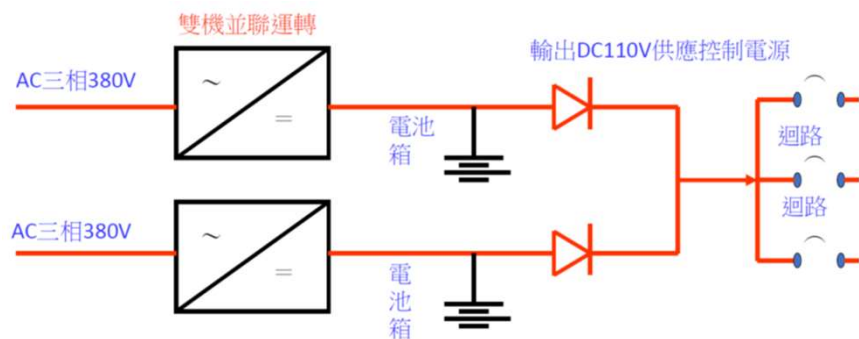 雙機並聯運轉
輸出DC110V供應控制電源
AC三相380V
~
=
電池
箱
迴路
迴路
AC三相380V
~
=
電
池
箱